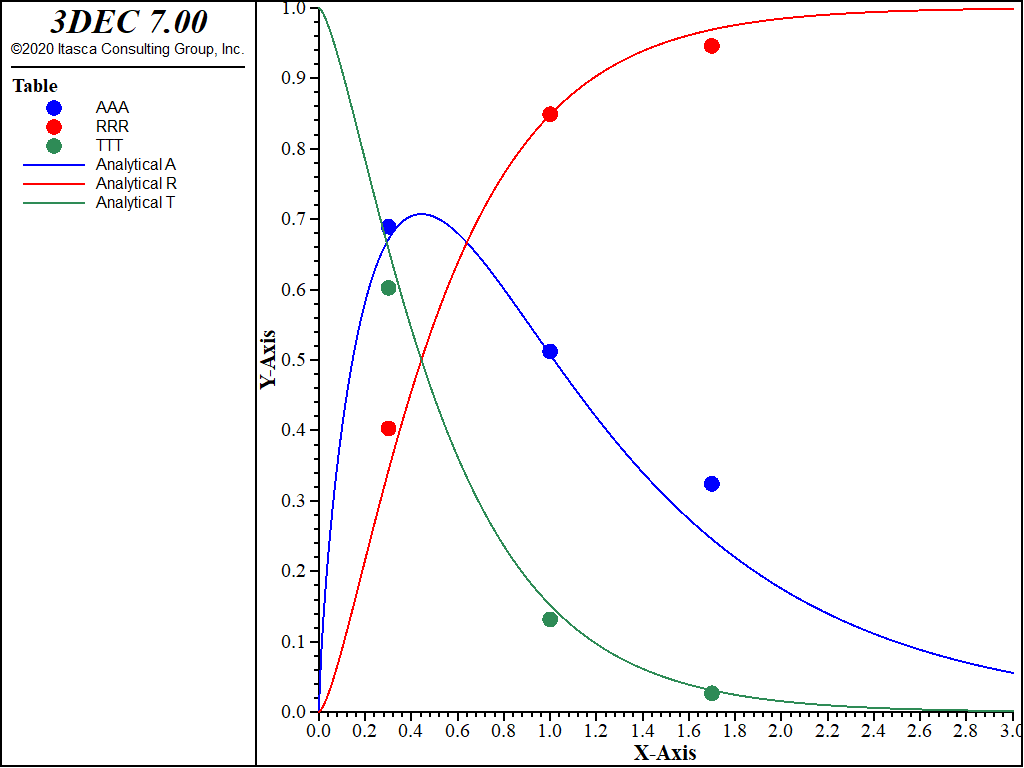 3DEC 7.00
©2020 Itasca Consulting Group, Inc.
Table
AAA
RRR
TTT
Analytical A
Analytical R
Analytical T
1.0
0.9
0.8
0.7
0.6
0.5
0.4
0.3
0.2
0.1
0.0
Y-Axis
0.0 0.2 0.4 0.6 0.8 1.0 1.2 1.4 1.6 1.8 2.0 2.2 2.4 2.6 2.8 3.0
X-Axis